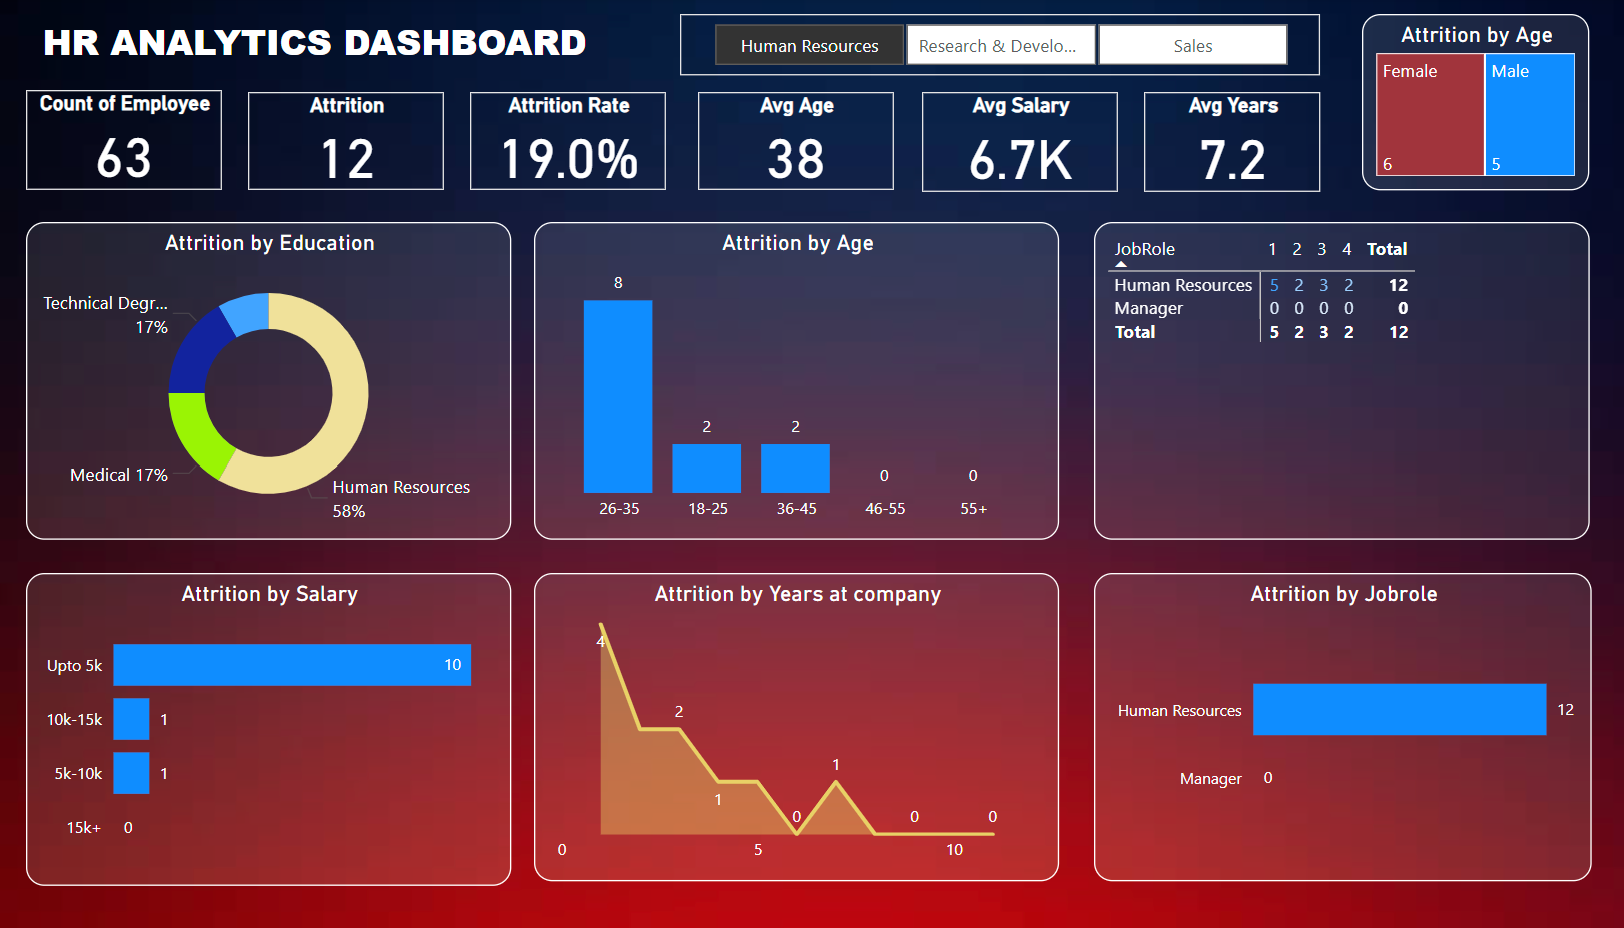 HR ANALYTICS DASHBOARD
Human Resources
Research & Develo...
Sales
Attrition by Age
Female
Male
6
5
Count of Employee
63
Attrition
12
Attrition Rate
19.0%
Avg Age
38
Avg Salary
6.7K
Avg Years
7.2
Attrition by Education
Technical Degr...
17%
Medical 17%
Human Resources
58%
Attrition by Age
8
2
2
0
0
26-35
18-25
36-45
46-55
55+
JobRole 1 2 3 4 Total
Human Resources 5 2 3 2 12
Manager 0 0 0 0 0
Total 5 2 3 2 12
Attrition by Salary
Upto 5k 10
10k-15k 1
5k-10k 1
15k+ 0
Attrition by Years at company
4
2
1
0
1
0
0
0
5
10
Attrition by Jobrole
Human Resources 12
Manager 0